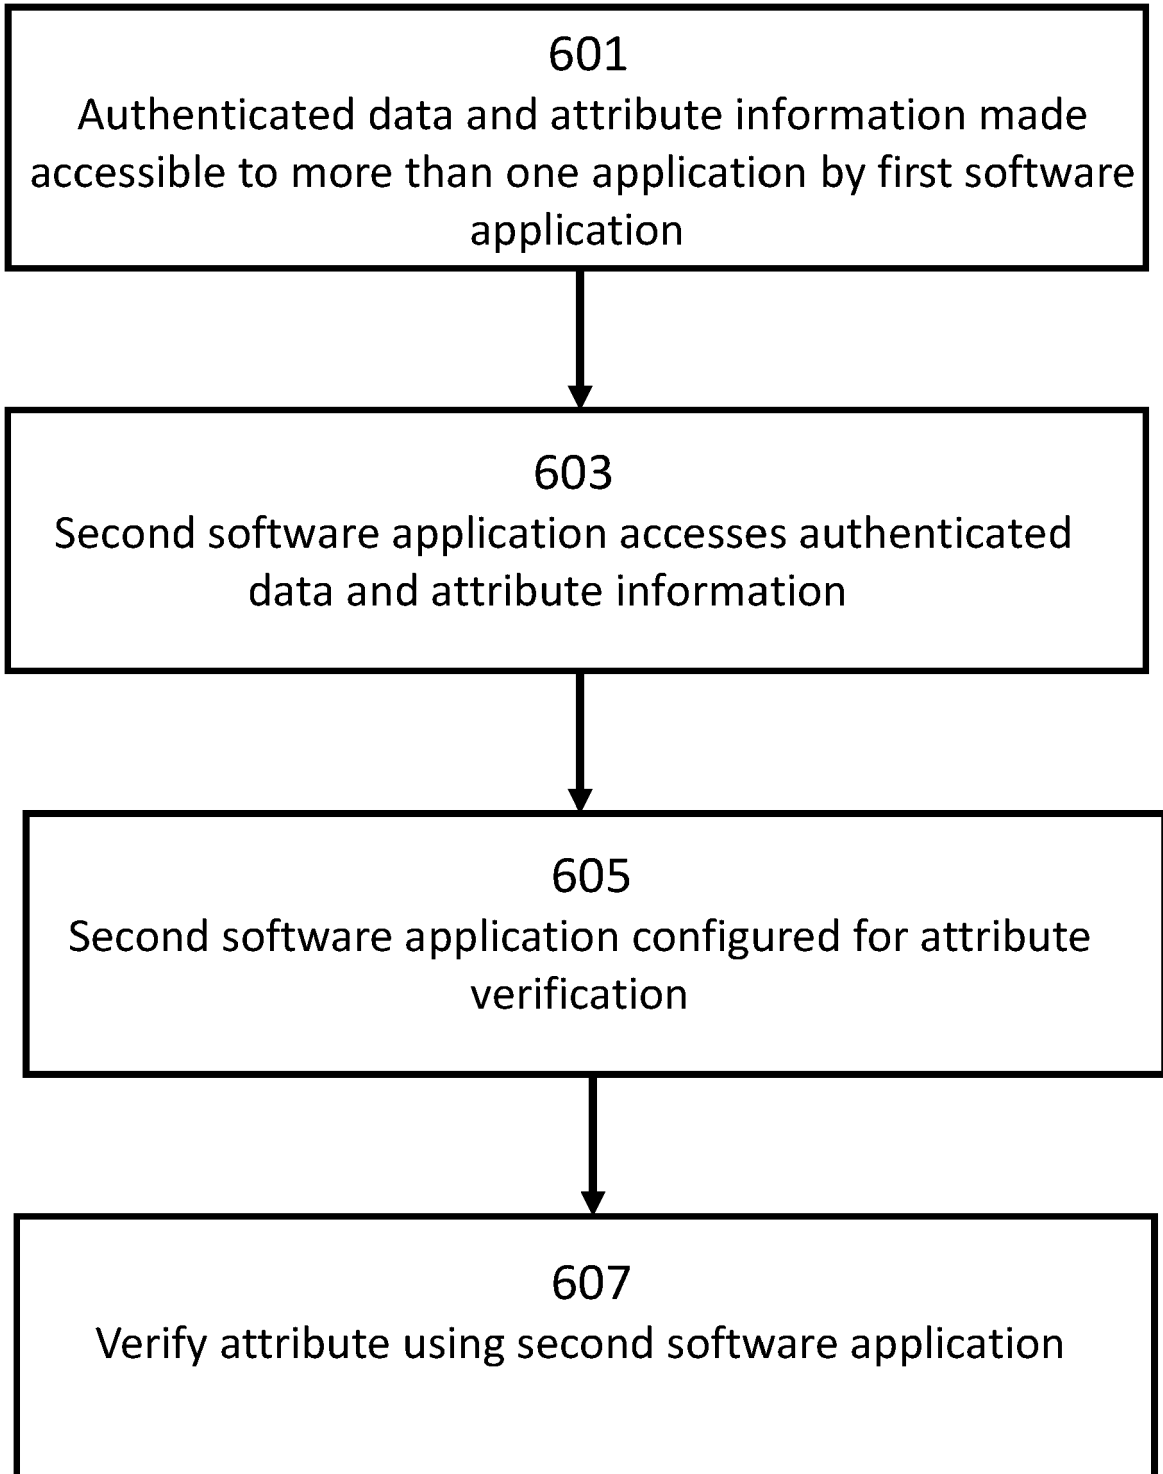 601
Authenticated data and attribute information made
accessible to more than one application by first software
application
603
Second software application accesses authenticated
data and attribute information
605
Second software application configured for attribute
verification
607
Verify attribute using second software application